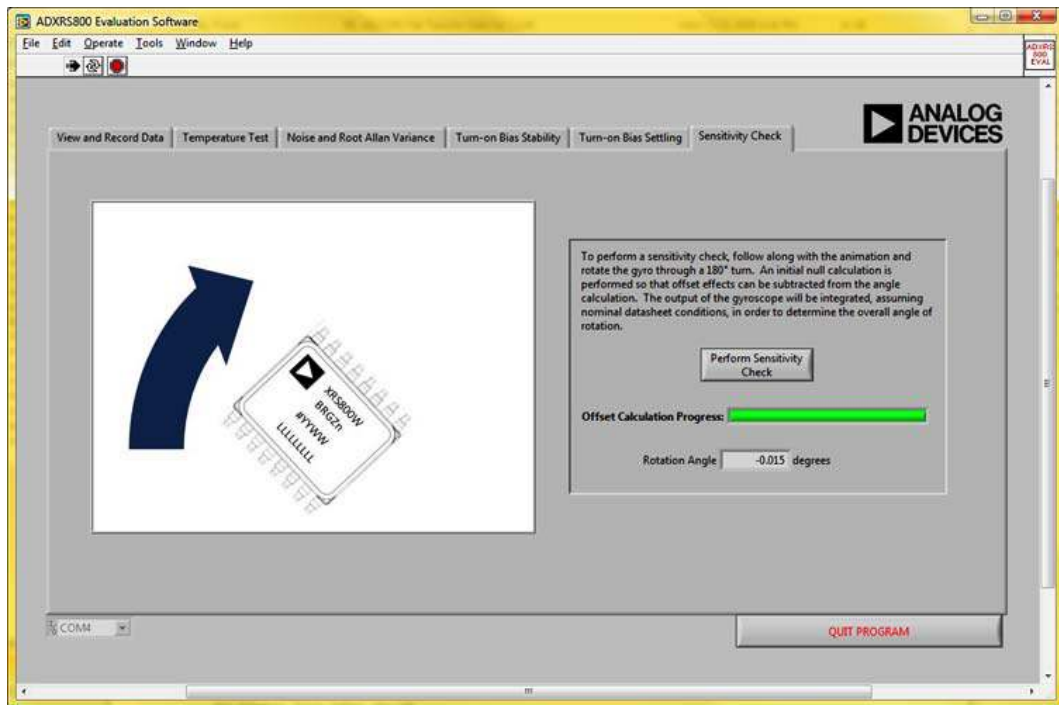 ADXRS800 Evaluation Software
File Edit Operate Tools Window Help
ADXRS
800
EVAL
ANALOG
DEVICES
View and Record Data Temperature Test Noise and Root Allan Variance Turn-on Bias Stability Turn-on Bias Settling Sensitivity Check
XRS800W
BRGZn
#YYWW
LLLLLLLLL
To perform a sensitivity check, follow along with the animation and
rotate the gyro through a 180° turn. An initial null calculation is
performed so that offset effects can be subtracted from the angle
calculation. The output of the gyroscope will be integrated, assuming
nominal datasheet conditions, in order to determine the overall angle of
rotation.
Perform Sensitivity
Check
Offset Calculation Progress:
Rotation Angle -0.015 degrees
COM4
QUIT PROGRAM